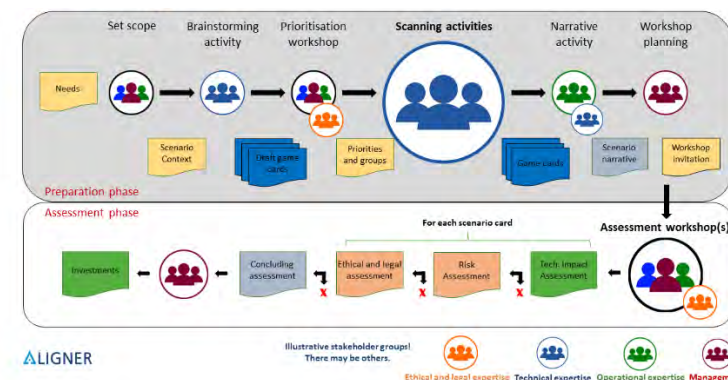 Set scope
Brainstorming
activity
Prioritisation
workshop
Scanning activities
Narrative
activity
Workshop
planning
Needs
Scenario
Context
Draft game
cards
Priorities
and groups
Game cards
Scenario
narrative
Workshop
invitation
Preparation phase
Assessment phase
For each scenario card
Assessment workshop(s)
Investments
Concluding
assessment
Ethical and legal
assessment
Risk
Assessment
Tech. Impact
Assessment
X
X
X
ALIGNER
Illustrative stakeholder groups!
There may be others.
Ethical and legal expertise
Technical expertise
Operational expertise
Managem